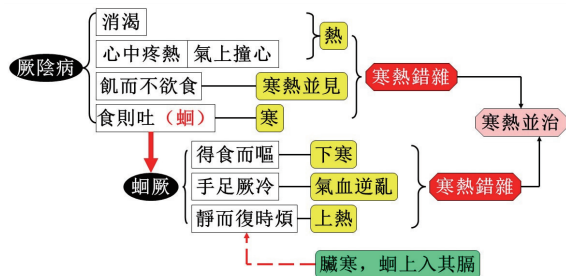 消渴
心中疼熱 氣上撞心
熱
厥陰病
飢而不欲食
寒熱並見
寒熱錯雜
食則吐（蛔）
寒
寒熱並治
得食而嘔
下寒
蛔厥
手足厥冷
氣血逆亂
寒熱錯雜
靜而復時煩
上熱
臟寒，蛔上入其膈